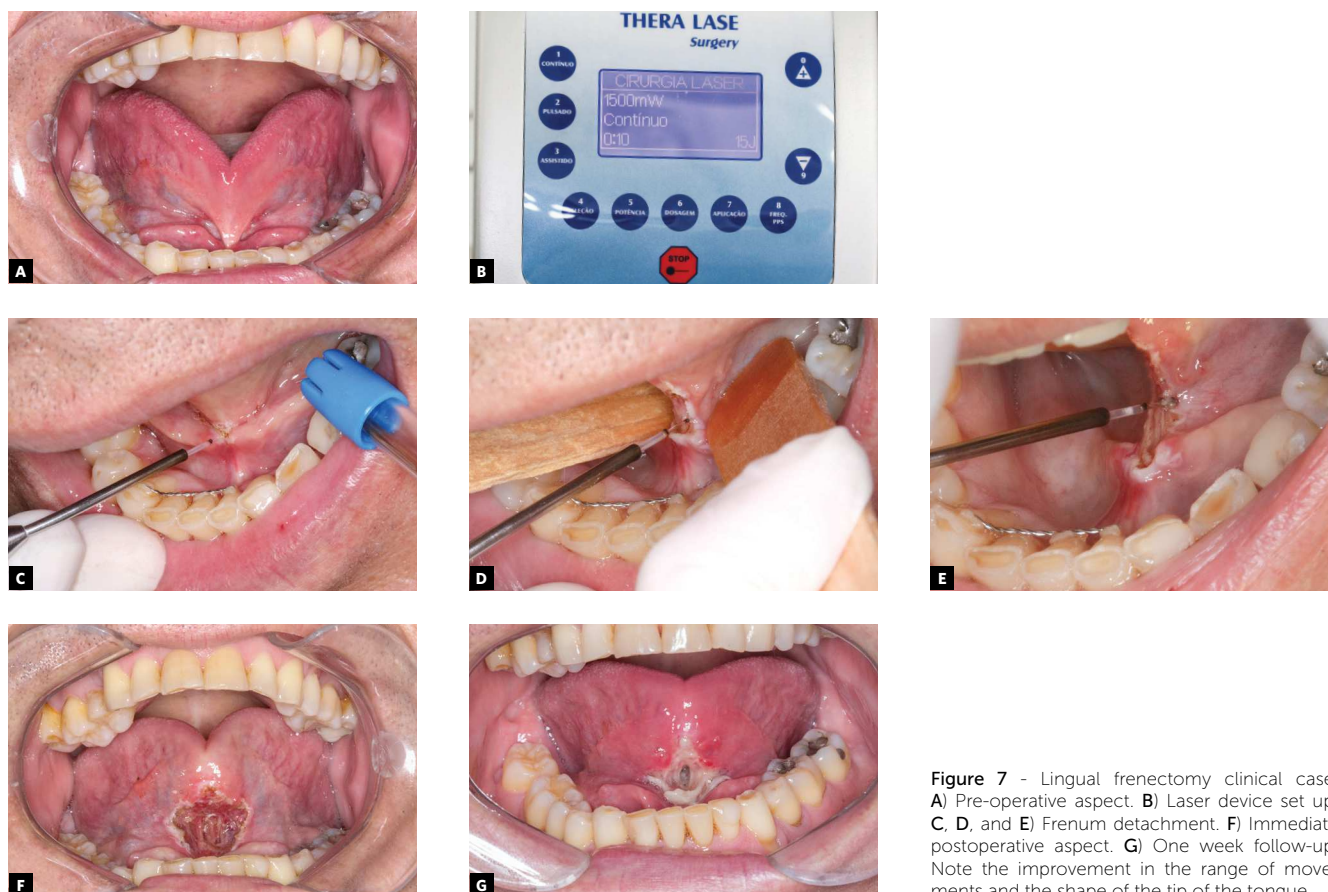 A
THERA LASE
Surgery
1
CONTÍNUO
2
PULSADO
3
ASSISTIDO
CIRURGIA LASER
1500mW
Contínuo
0:10 15J
0
+
9
4
5
POTÊNCIA
6
DOSAGEM
7
APLICAÇÃO
8
FREQ.
PPS
STOP
B
C
D
E
F
G
Figure 7 - Lingual frenectomy clinical case
A) Pre-operative aspect. B) Laser device set up
C, D, and E) Frenum detachment. F) Immediat
postoperative aspect. G) One week follow-up
Note the improvement in the range of move
ments and the shape of the tip of the tongue.